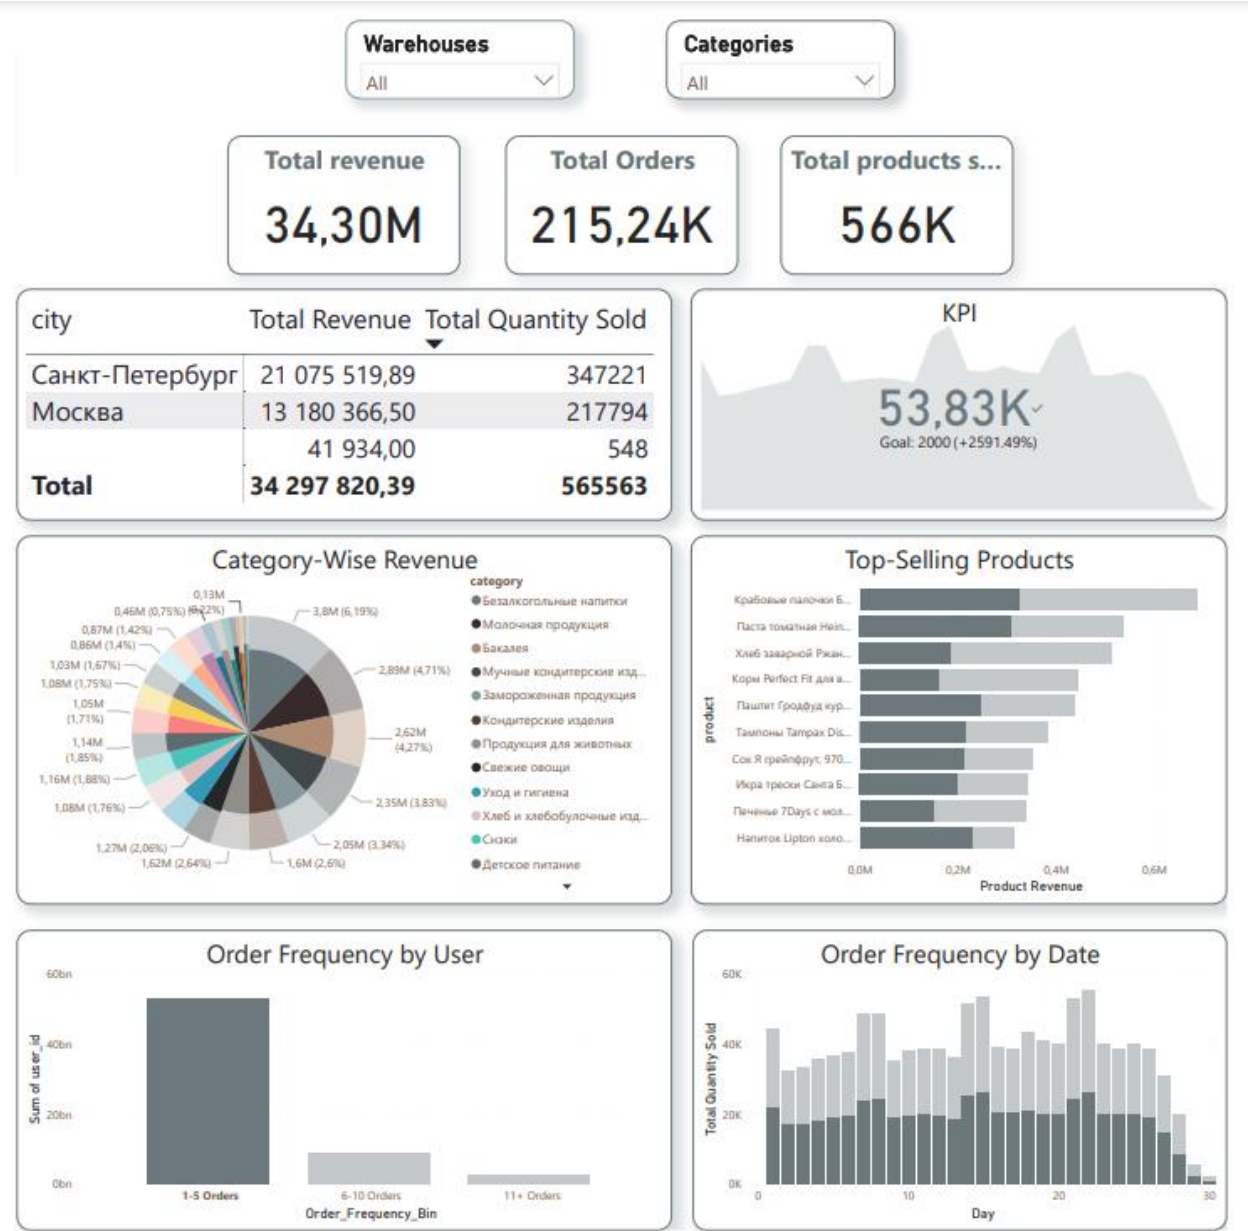 Warehouses
All
Categories
All
Total revenue
34,30M
Total Orders
215,24K
Total products s...
566K
city Total Revenue Total Quantity Sold
Санкт-Петербург 21 075 519,89 347221
Москва 13 180 366,50 217794
41 934,00 548
Total 34 297 820,39 565563
KPI
53,83K
Goal: 2000 (+2591.49%)
Category-Wise Revenue
0,13M
0,46M (0,75%)
0,87M (1,42%)
0,86M (1,4%)
1,03M (1,67%)
1,08M (1,75%)
1,05M
(1,71%)
1,14M
(1,85%)
1,16M (1,88%)
1,08M (1,76%)
1,27M (2,06%)
1,62M (2,64%)
1,6M (2,6%)
2,05M (3,34%)
2,35M (3,83%)
2,62M
(4,27%)
2,89M (4,71%)
3,8M (6,19%)
category
Безалкогольные напитки
Молочная продукция
Бакалея
Мучные кондитерские изд...
Замороженная продукция
Кондитерские изделия
Продукция для животных
Свежие овощи
Уход и гигиена
Хлеб и хлебобулочные изд...
Снэки
Детское питание
Top-Selling Products
product
Крабовые палочки Б...
Паста томатная Hein...
Хлеб заварной Ржан...
Корм Perfect Fit для в...
Паштет Гродфуд кур...
Тампоны Tampax Dis...
Сок Я грейпфрут, 970...
Икра трески Санта Б...
Печенье 7Days с мол...
Напиток Lipton холо...
0,0M 0,2M 0,4M 0,6M
Product Revenue
Order Frequency by User
Sum of user_id
60bn
40bn
20bn
0bn
1-5 Orders 6-10 Orders 11+ Orders
Order_Frequency_Bin
Order Frequency by Date
Total Quantity Sold
60K
40K
20K
0K
0 10 20 30
Day